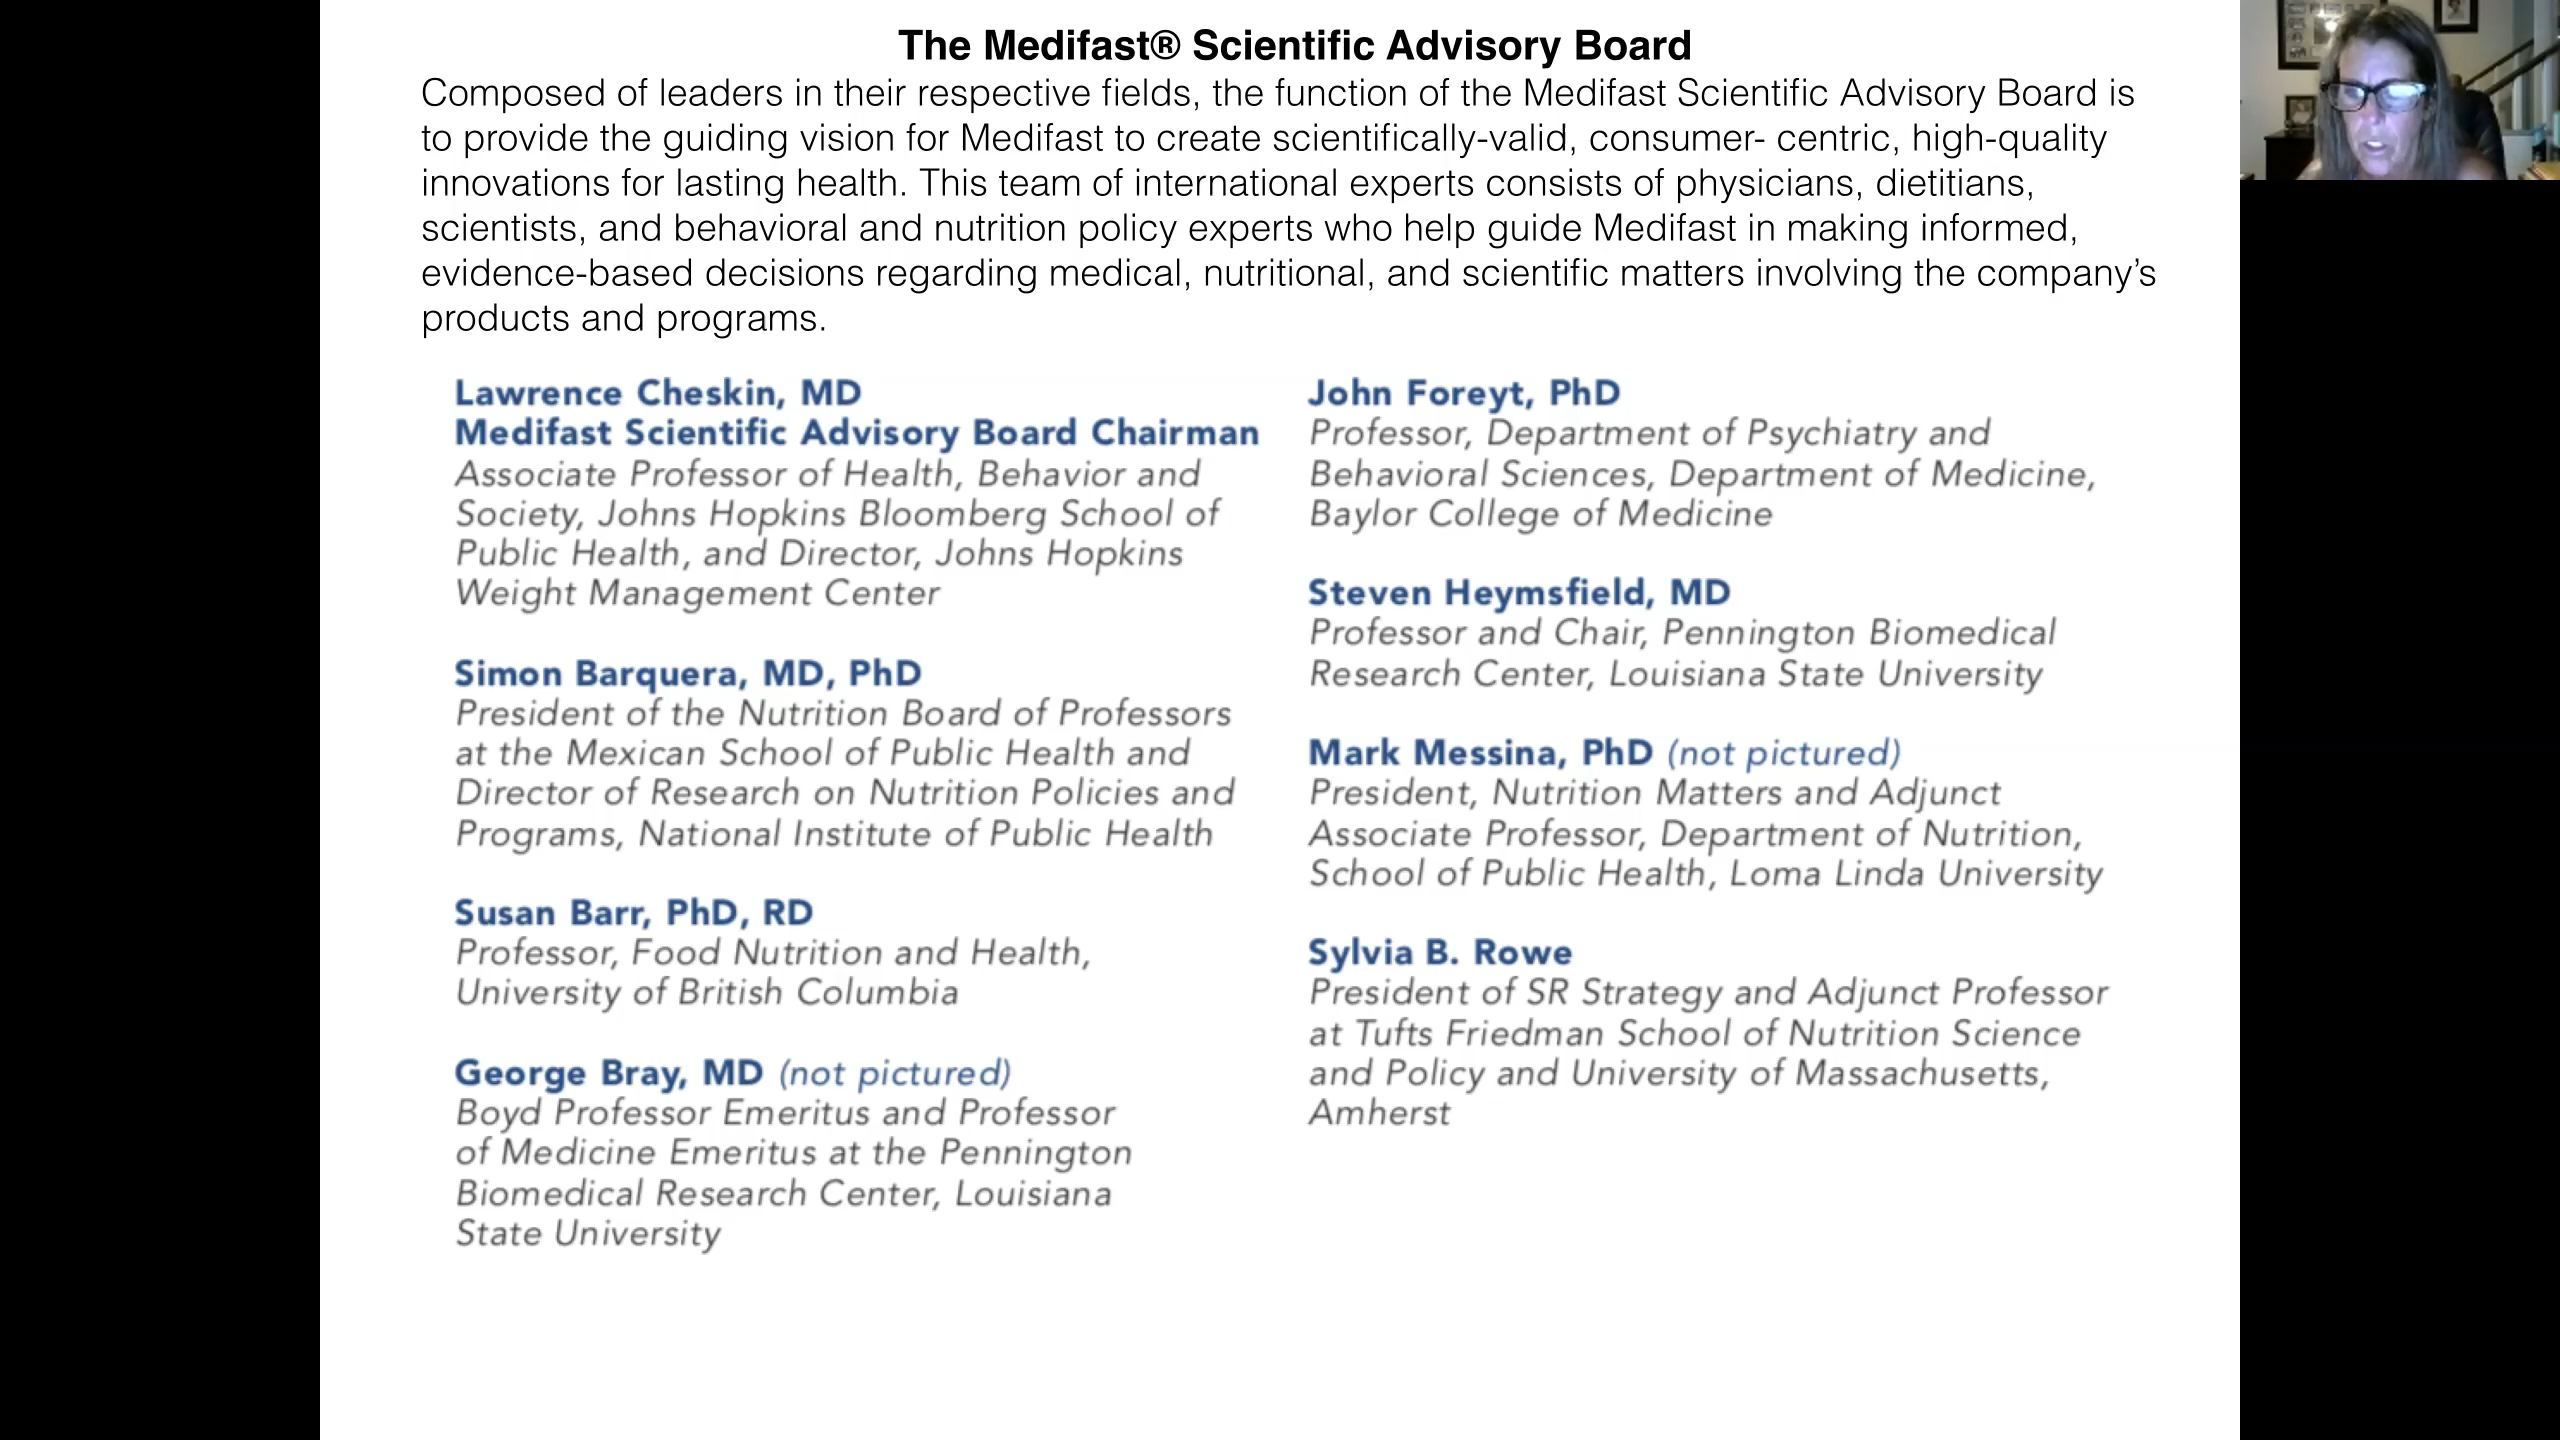 The Medifast® Scientific Advisory Board
Composed of leaders in their respective fields, the function of the Medifast Scientific Advisory Board is
to provide the guiding vision for Medifast to create scientifically-valid, consumer- centric, high-quality
innovations for lasting health. This team of international experts consists of physicians, dietitians,
scientists, and behavioral and nutrition policy experts who help guide Medifast in making informed,
evidence-based decisions regarding medical, nutritional, and scientific matters involving the company’s
products and programs.
Lawrence Cheskin, MD
Medifast Scientific Advisory Board Chairman
Associate Professor of Health, Behavior and
Society, Johns Hopkins Bloomberg School of
Public Health, and Director, Johns Hopkins
Weight Management Center
Simon Barquera, MD, PhD
President of the Nutrition Board of Professors
at the Mexican School of Public Health and
Director of Research on Nutrition Policies and
Programs, National Institute of Public Health
Susan Barr, PhD, RD
Professor, Food Nutrition and Health,
University of British Columbia
George Bray, MD (not pictured)
Boyd Professor Emeritus and Professor
of Medicine Emeritus at the Pennington
Biomedical Research Center, Louisiana
State University
John Foreyt, PhD
Professor, Department of Psychiatry and
Behavioral Sciences, Department of Medicine,
Baylor College of Medicine
Steven Heymsfield, MD
Professor and Chair, Pennington Biomedical
Research Center, Louisiana State University
Mark Messina, PhD (not pictured)
President, Nutrition Matters and Adjunct
Associate Professor, Department of Nutrition,
School of Public Health, Loma Linda University
Sylvia B. Rowe
President of SR Strategy and Adjunct Professor
at Tufts Friedman School of Nutrition Science
and Policy and University of Massachusetts,
Amherst